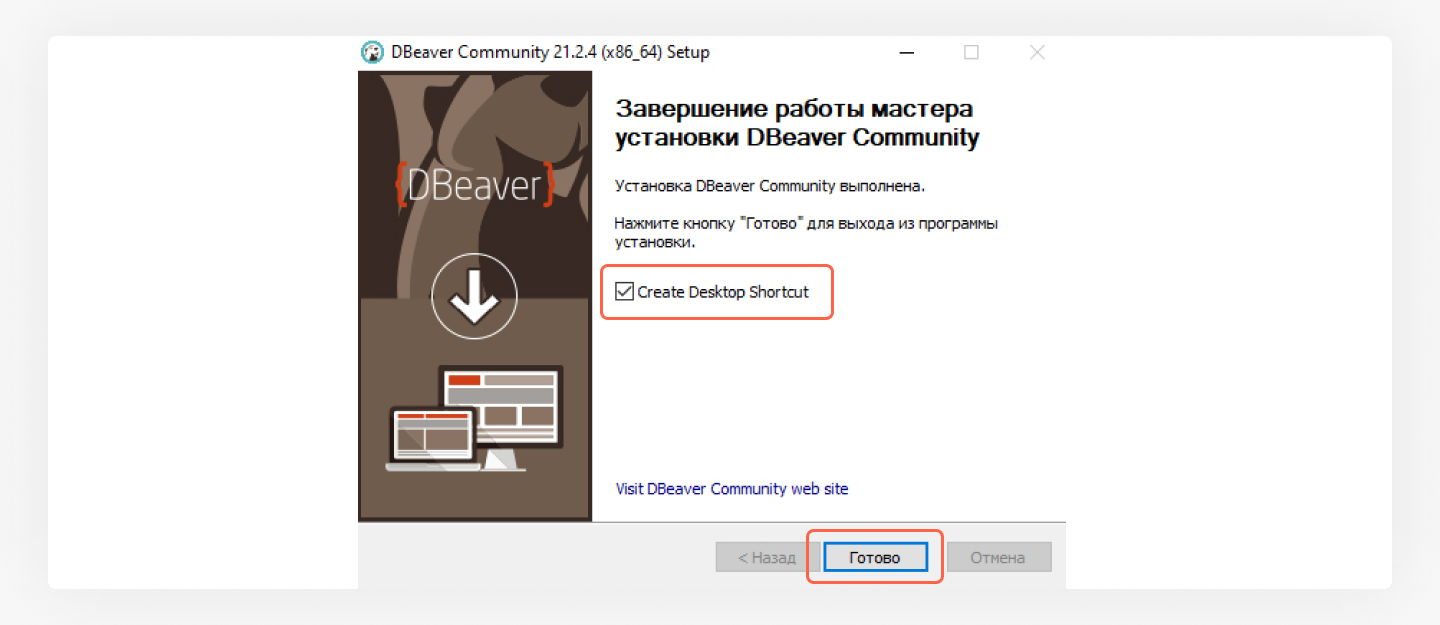 DBeaver Community 21.2.4 (x86_64) Setup
{DBeaver}
Завершение работы мастера
установки DBeaver Community
Установка DBeaver Community выполнена.
Нажмите кнопку "Готово" для выхода из программы
установки.
Create Desktop Shortcut
Visit DBeaver Community web site
< Назад
Готово
Отмена